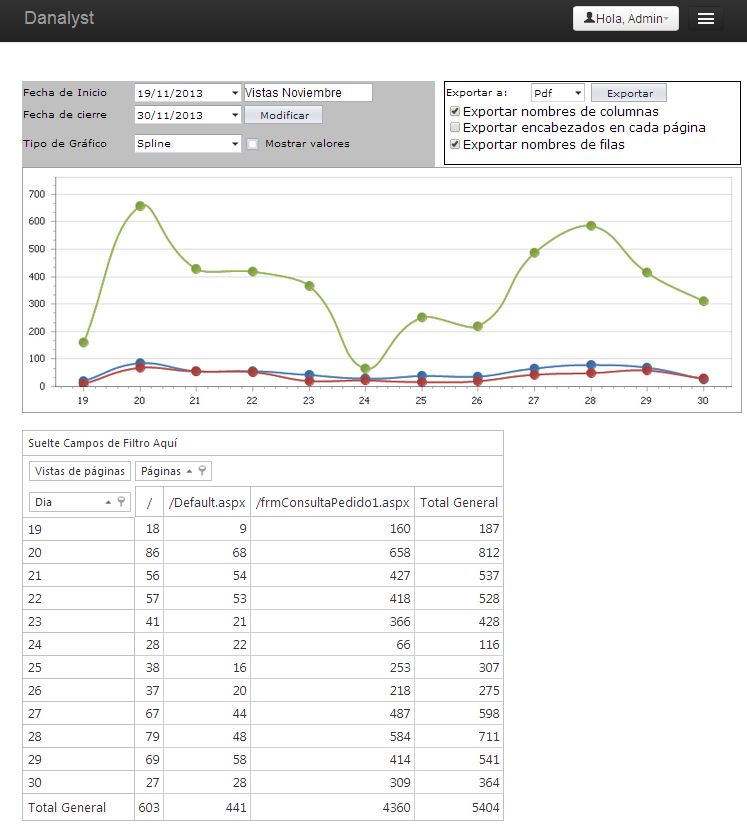 Danalyst
Hola, Admin
Fecha de Inicio 19/11/2013 Vistas Noviembre
Fecha de cierre 30/11/2013 Modificar
Tipo de Gráfico Spline Mostrar valores
Exportar a: Pdf Exportar
Exportar nombres de columnas
Exportar encabezados en cada página
Exportar nombres de filas
700
600
500
400
300
200
100
0
19 20 21 22 23 24 25 26 27 28 29 30
Suelte Campos de Filtro Aquí
Vistas de páginas Páginas
Dia / /Default.aspx /frmConsultaPedido1.aspx Total General
19 18 9 160 187
20 86 68 658 812
21 56 54 427 537
22 57 53 418 528
23 41 21 366 428
24 28 22 66 116
25 38 16 253 307
26 37 20 218 275
27 67 44 487 598
28 79 48 584 711
29 69 58 414 541
30 27 28 309 364
Total General 603 441 4360 5404